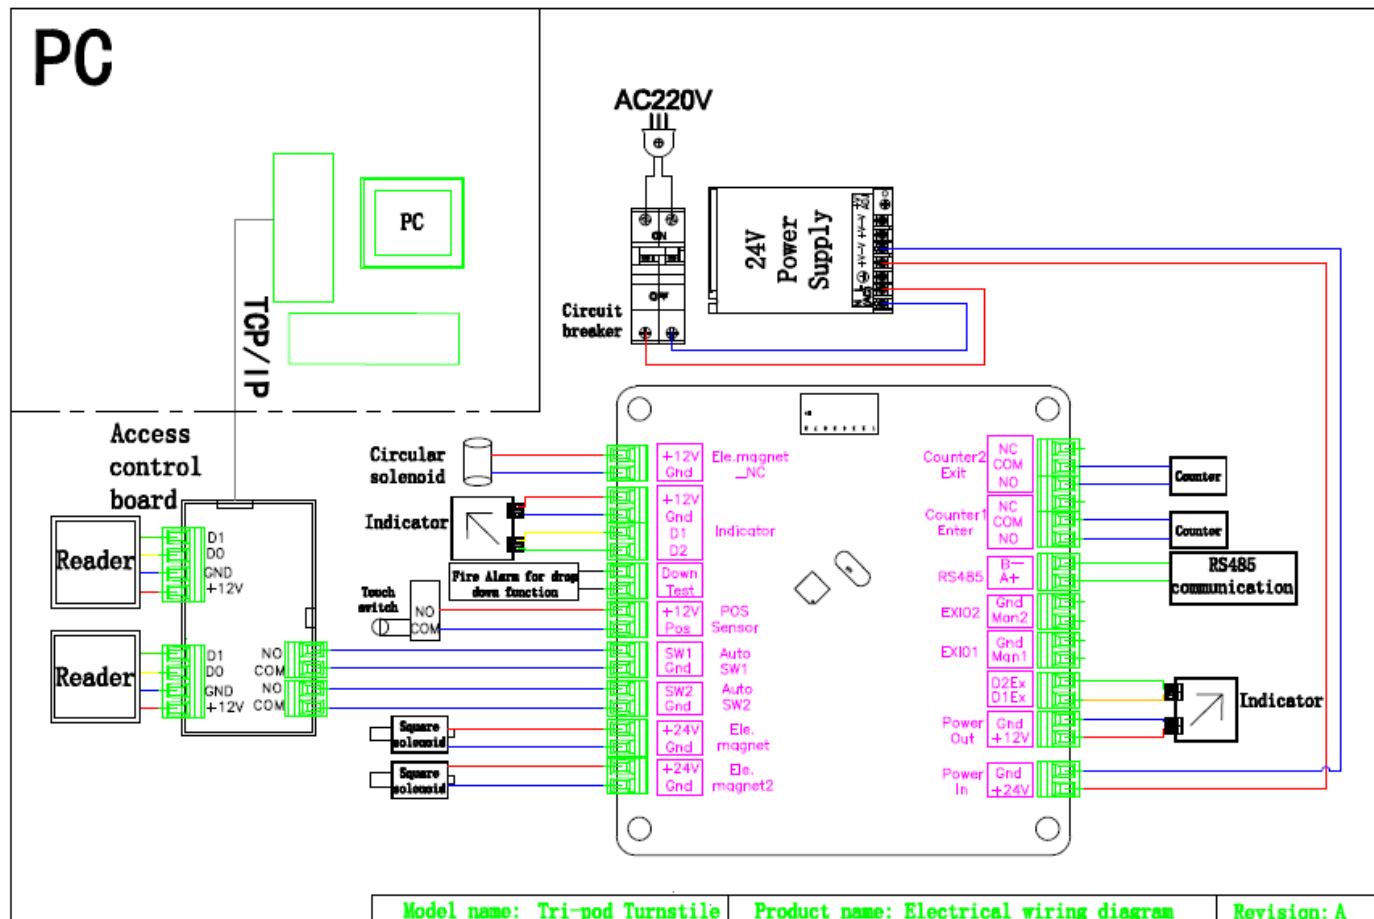 PC
AC220V
PC
24V
Power
Supply
TCP/IP
Circuit
breaker
ON
OFF
Access
control
board
Circular
solenoid
+12V
Gnd
Ele.magnet
_NC
Indicator
+12V
Gnd
D1
D2
Indicator
Fire Alarm for drop
down function
Down
Test
Touch
switch
NO
COM
+12V
Pos
POS
Sensor
Reader
D1
D0
GND
+12V
Reader
D1
D0
GND
+12V
NO
COM
NO
COM
SW1
Gnd
Auto
SW1
SW2
Gnd
Auto
SW2
Square
solenoid
+24V
Gnd
Ele.
magnet
Square
solenoid
+24V
Gnd
Ele.
magnet2
Counter2
Exit
NC
COM
NO
Counter
Counter1
Enter
NC
COM
NO
Counter
RS485
B-
A+
RS485
communication
EXIO2
Gnd
Man2
EXIO1
Gnd
Man1
D2Ex
D1Ex
Indicator
Power
Out
Gnd
+12V
Power
In
Gnd
+24V
Model name: Tri-pod Turnstile
Product name: Electrical wiring diagram
Revision: A